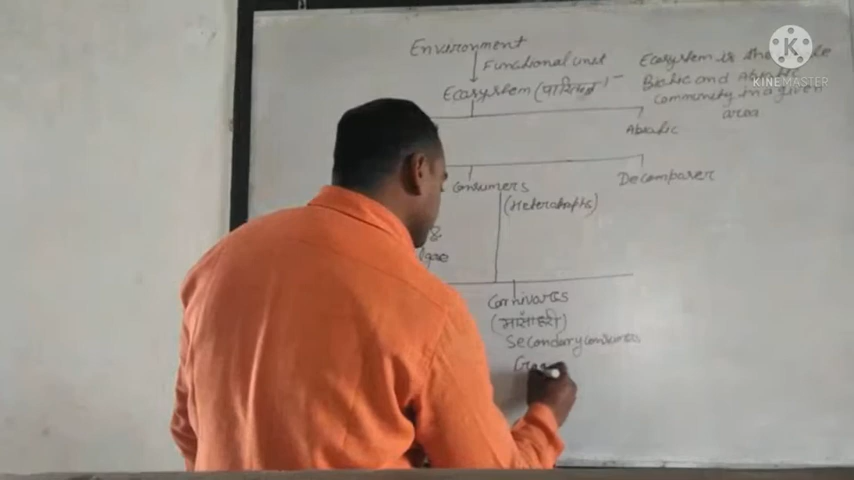 Environment
Functional unit
Ecosystem (
Ecosystem is the
Biotic and Abiotic
community in a given
area
Abiotic
Consumers
(Heterotrophs)
Decomposer
&
lgae
Carnivores
(मांसाहारी)
Secondary consumers
K
KINEMASTER